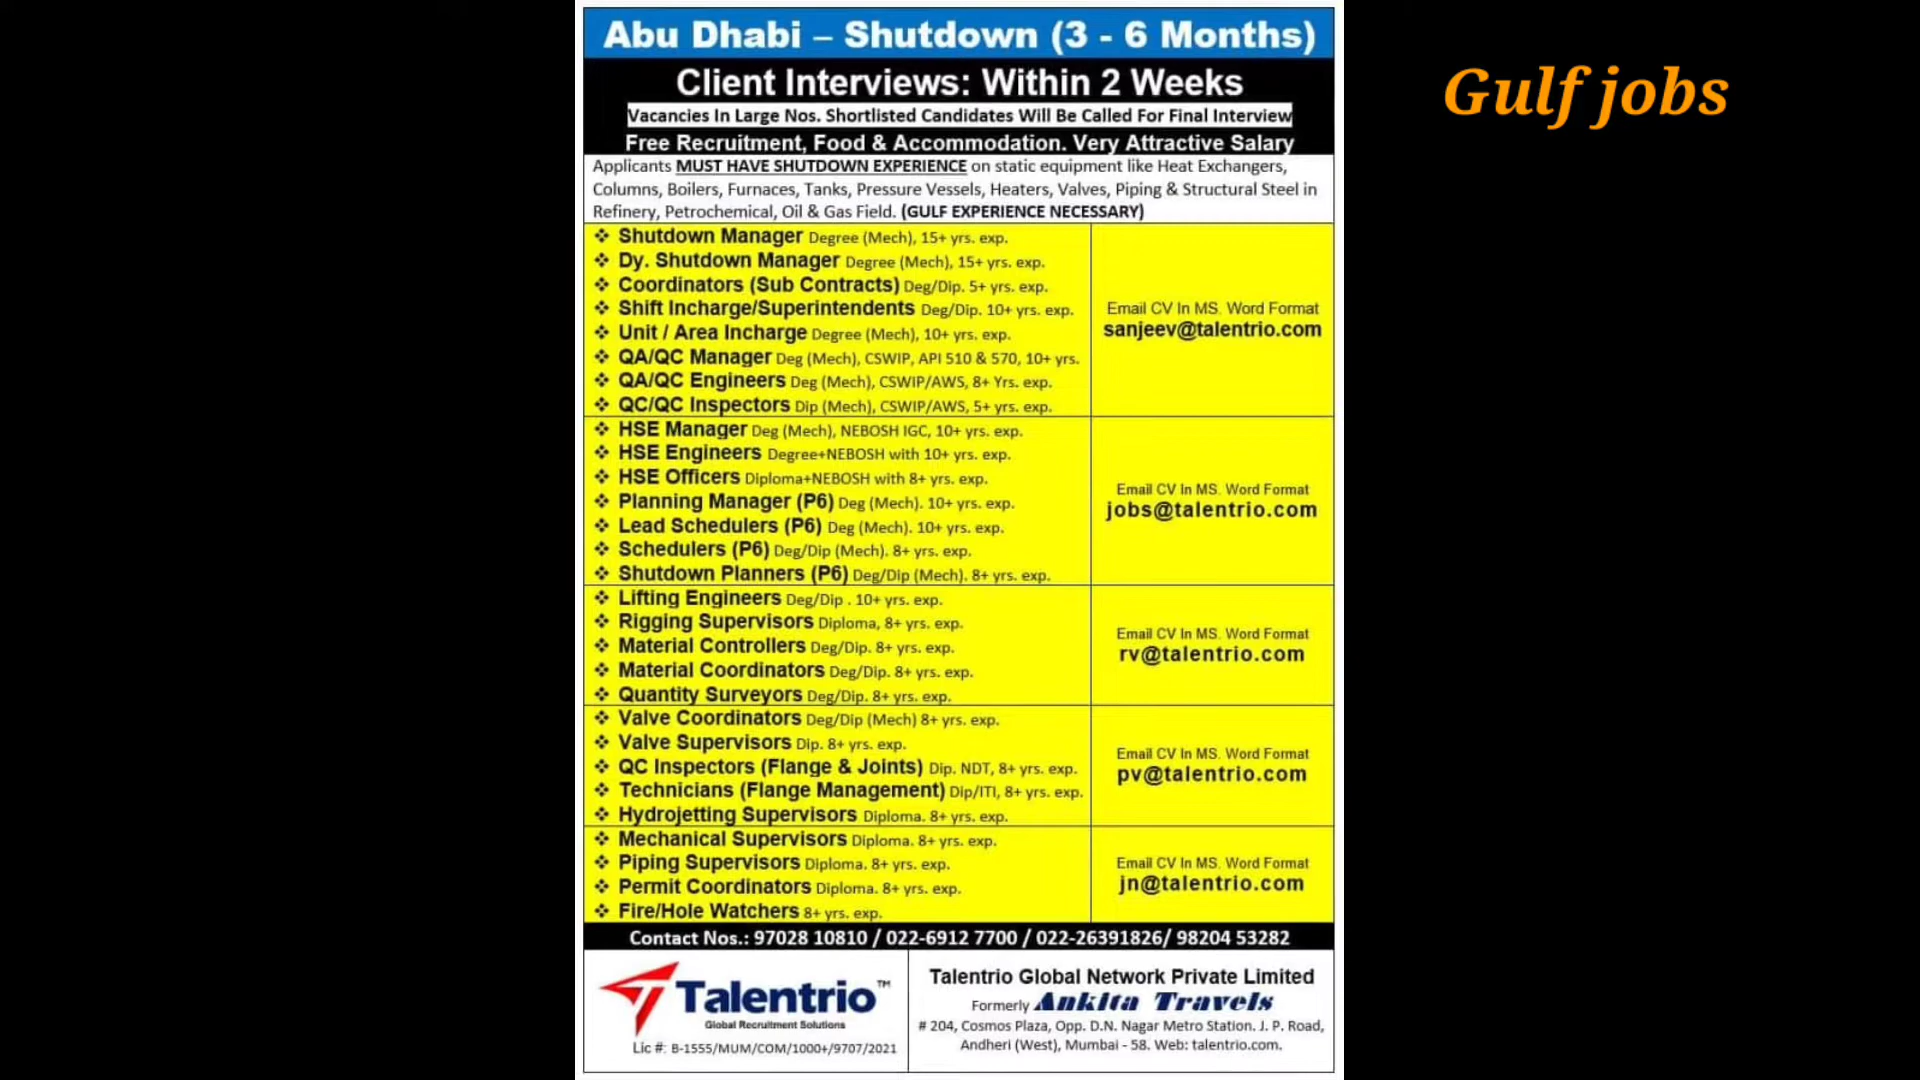 Abu Dhabi – Shutdown (3 - 6 Months)
Client Interviews: Within 2 Weeks
Vacancies In Large Nos. Shortlisted Candidates Will Be Called For Final Interview
Free Recruitment, Food & Accommodation. Very Attractive Salary
Applicants MUST HAVE SHUTDOWN EXPERIENCE on static equipment like Heat Exchangers,
Columns, Boilers, Furnaces, Tanks, Pressure Vessels, Heaters, Valves, Piping & Structural Steel in
Refinery, Petrochemical, Oil & Gas Field. (GULF EXPERIENCE NECESSARY)
❖ Shutdown Manager Degree (Mech), 15+ yrs. exp.
❖ Dy. Shutdown Manager Degree (Mech), 15+ yrs. exp.
❖ Coordinators (Sub Contracts) Deg/Dip. 5+ yrs. exp.
❖ Shift Incharge/Superintendents Deg/Dip. 10+ yrs. exp.
❖ Unit / Area Incharge Degree (Mech), 10+ yrs. exp.
❖ QA/QC Manager Deg (Mech), CSWIP, API 510 & 570, 10+ yrs.
❖ QA/QC Engineers Deg (Mech), CSWIP/AWS, 8+ Yrs. exp.
❖ QC/QC Inspectors Dip (Mech), CSWIP/AWS, 5+ yrs. exp.
Email CV In MS. Word Format
sanjeev@talentrio.com
❖ HSE Manager Deg (Mech), NEBOSH IGC, 10+ yrs. exp.
❖ HSE Engineers Degree+NEBOSH with 10+ yrs. exp.
❖ HSE Officers Diploma+NEBOSH with 8+ yrs. exp.
❖ Planning Manager (P6) Deg (Mech). 10+ yrs. exp.
❖ Lead Schedulers (P6) Deg (Mech). 10+ yrs. exp.
❖ Schedulers (P6) Deg/Dip (Mech). 8+ yrs. exp.
❖ Shutdown Planners (P6) Deg/Dip (Mech). 8+ yrs. exp.
Email CV In MS. Word Format
jobs@talentrio.com
❖ Lifting Engineers Deg/Dip . 10+ yrs. exp.
❖ Rigging Supervisors Diploma, 8+ yrs. exp.
❖ Material Controllers Deg/Dip. 8+ yrs. exp.
❖ Material Coordinators Deg/Dip. 8+ yrs. exp.
❖ Quantity Surveyors Deg/Dip. 8+ yrs. exp.
Email CV In MS. Word Format
rv@talentrio.com
❖ Valve Coordinators Deg/Dip (Mech) 8+ yrs. exp.
❖ Valve Supervisors Dip. 8+ yrs. exp.
❖ QC Inspectors (Flange & Joints) Dip. NDT, 8+ yrs. exp.
❖ Technicians (Flange Management) Dip/ITI, 8+ yrs. exp.
❖ Hydrojetting Supervisors Diploma. 8+ yrs. exp.
Email CV In MS. Word Format
pv@talentrio.com
❖ Mechanical Supervisors Diploma. 8+ yrs. exp.
❖ Piping Supervisors Diploma. 8+ yrs. exp.
❖ Permit Coordinators Diploma. 8+ yrs. exp.
❖ Fire/Hole Watchers 8+ yrs. exp.
Email CV In MS. Word Format
jn@talentrio.com
Contact Nos.: 97028 10810 / 022-6912 7700 / 022-26391826/ 98204 53282
Talentrio™
Global Recruitment Solutions
Lic #: B-1555/MUM/COM/1000+/9707/2021
Talentrio Global Network Private Limited
Formerly Ankita Travels
# 204, Cosmos Plaza, Opp. D.N. Nagar Metro Station. J. P. Road,
Andheri (West), Mumbai - 58. Web: talentrio.com.
Gulf jobs